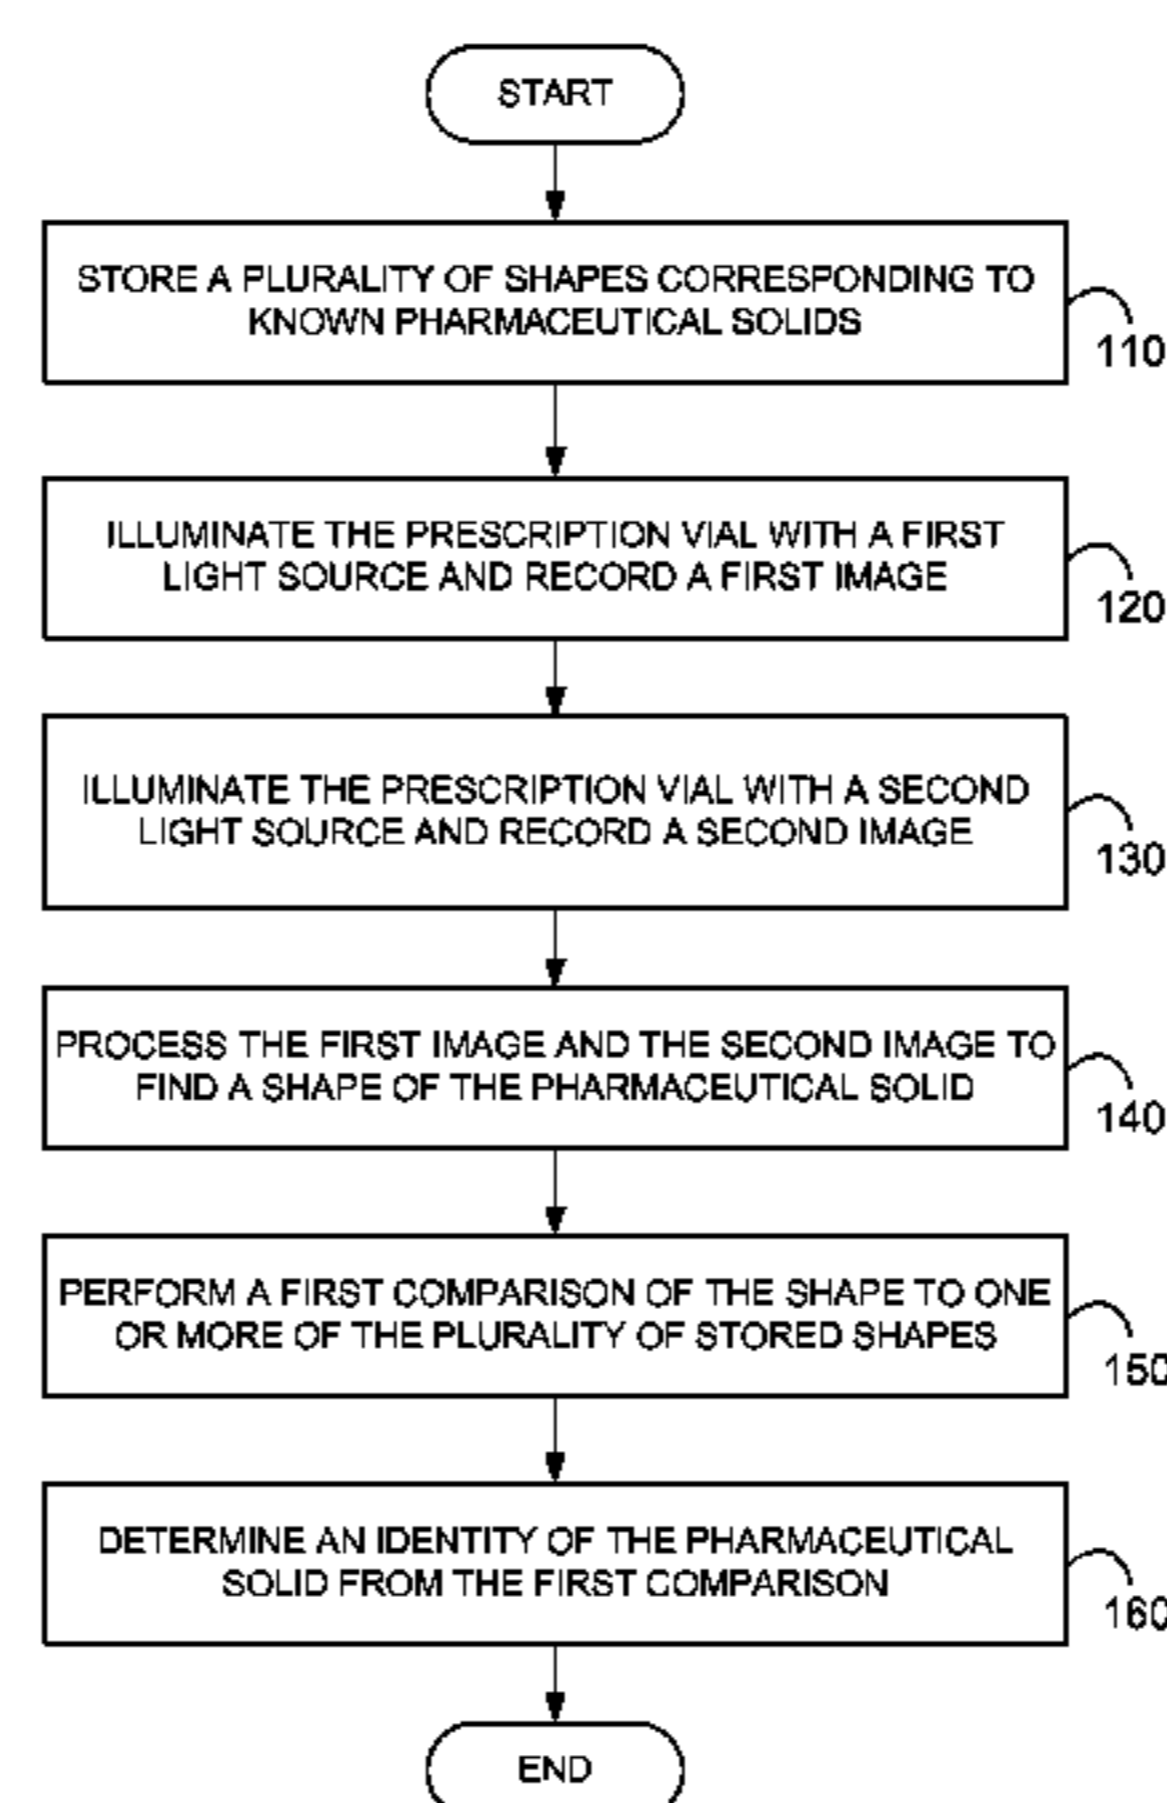 START
STORE A PLURALITY OF SHAPES CORRESPONDING TO
KNOWN PHARMACEUTICAL SOLIDS
110
ILLUMINATE THE PRESCRIPTION VIAL WITH A FIRST
LIGHT SOURCE AND RECORD A FIRST IMAGE
120
ILLUMINATE THE PRESCRIPTION VIAL WITH A SECOND
LIGHT SOURCE AND RECORD A SECOND IMAGE
130
PROCESS THE FIRST IMAGE AND THE SECOND IMAGE TO
FIND A SHAPE OF THE PHARMACEUTICAL SOLID
140
PERFORM A FIRST COMPARISON OF THE SHAPE TO ONE
OR MORE OF THE PLURALITY OF STORED SHAPES
150
DETERMINE AN IDENTITY OF THE PHARMACEUTICAL
SOLID FROM THE FIRST COMPARISON
160
END